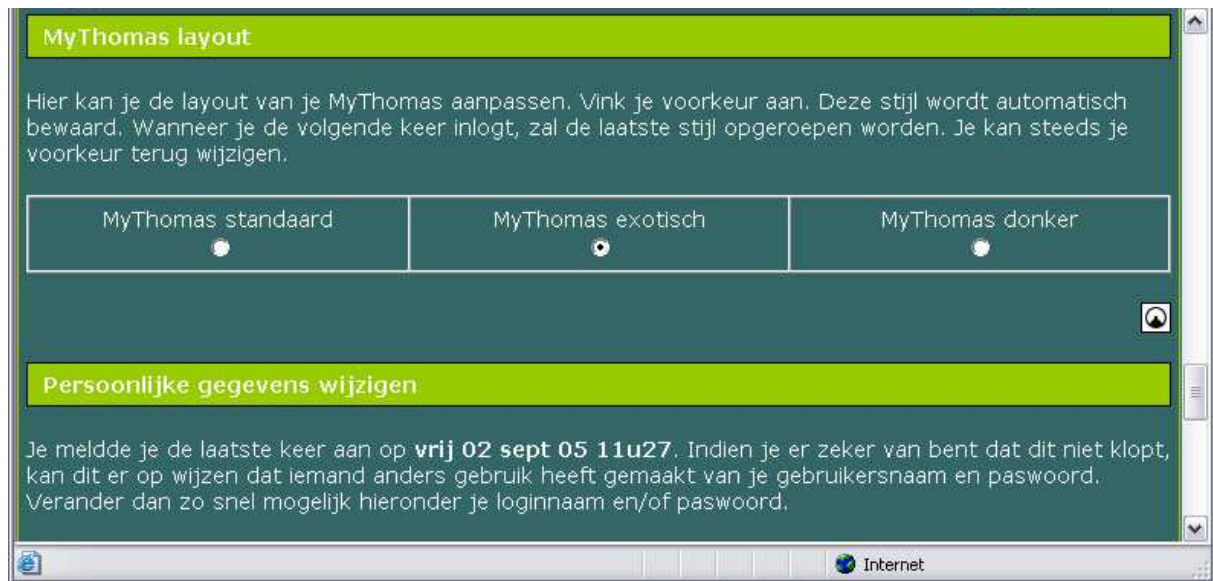 MyThomas layout
Hier kan je de layout van je MyThomas aanpassen. Vink je voorkeur aan. Deze stijl wordt automatisch
bewaard. Wanneer je de volgende keer inlogt, zal de laatste stijl opgeroepen worden. Je kan steeds je
voorkeur terug wijzigen.
MyThomas standaard MyThomas exotisch MyThomas donker
Persoonlijke gegevens wijzigen
Je meldde je de laatste keer aan op vrij 02 sept 05 11u27. Indien je er zeker van bent dat dit niet klopt,
kan dit er op wijzen dat iemand anders gebruik heeft gemaakt van je gebruikersnaam en paswoord.
Verander dan zo snel mogelijk hieronder je loginnaam en/of paswoord.
Internet